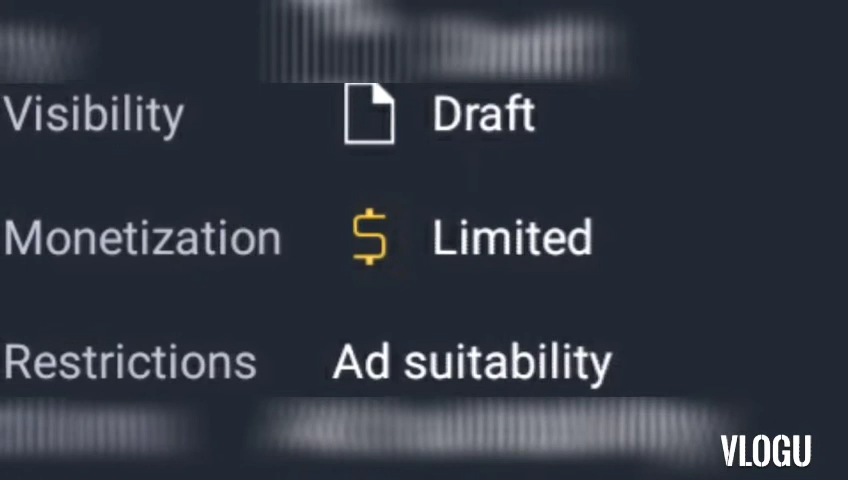 Visibility Draft
Monetization Limited
Restrictions Ad suitability
VLOGU